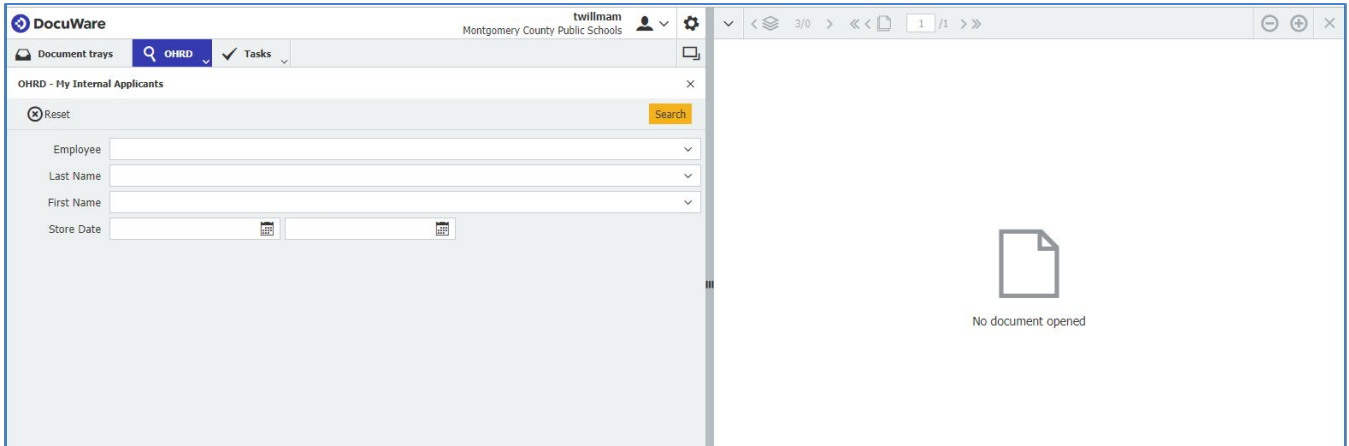 DocuWare
twillmam
Montgomery County Public Schools
3/0
1 /1
Document trays
OHRD
Tasks
OHRD - My Internal Applicants
Reset
Search
Employee
Last Name
First Name
Store Date
No document opened